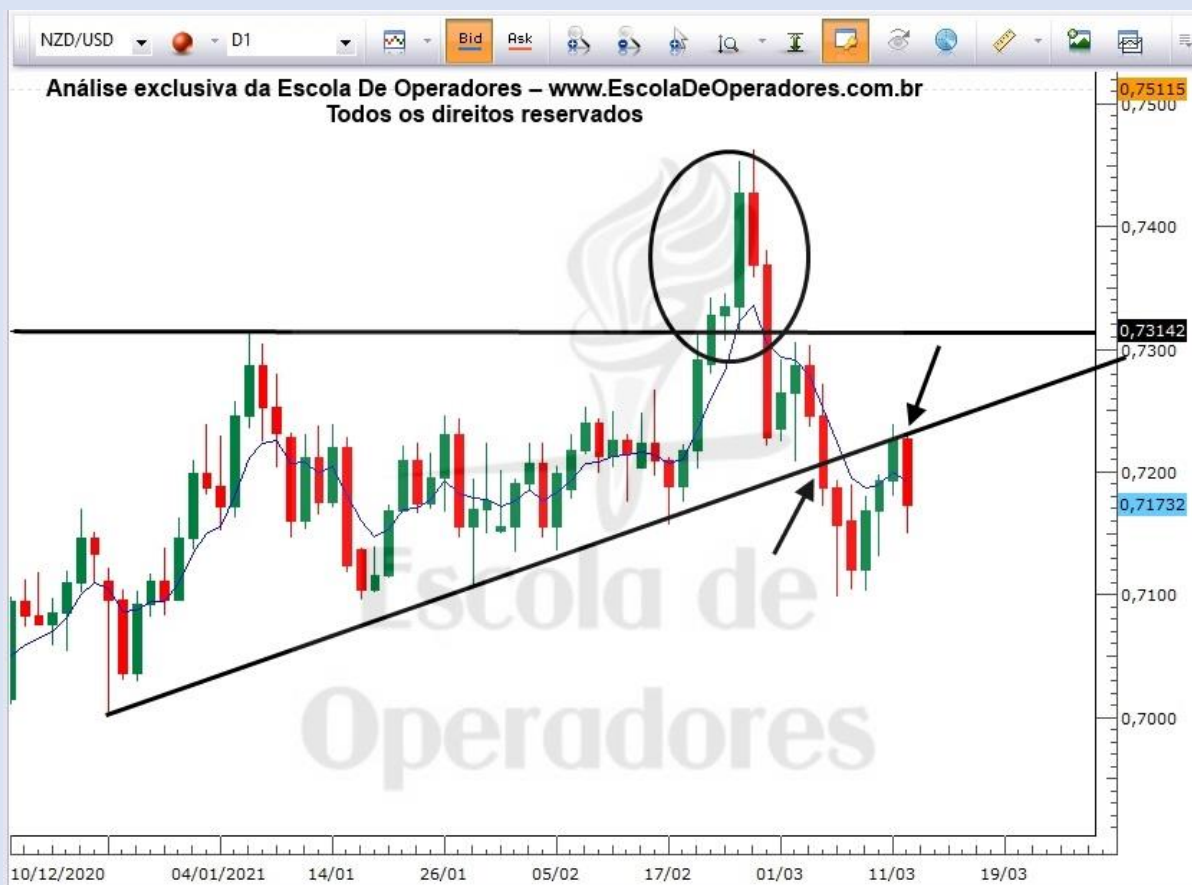 NZD/USD D1 Bid Ask
Análise exclusiva da Escola De Operadores – www.EscolaDeOperadores.com.br
Todos os direitos reservados
0,75115
0,7500
0,7400
0,73142
0,7300
0,7200
0,71732
0,7100
0,7000
Escola de
Operadores
10/12/2020 04/01/2021 14/01 26/01 05/02 17/02 01/03 11/03 19/03